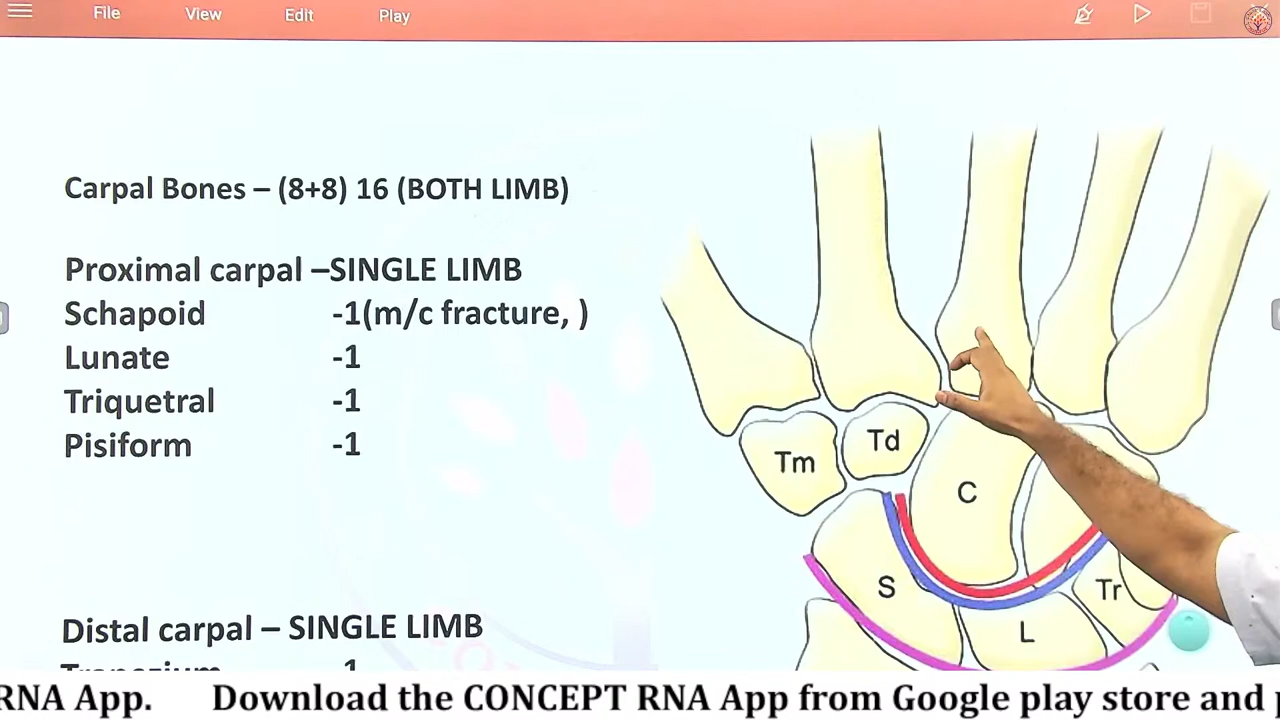 File View Edit Play
Carpal Bones – (8+8) 16 (BOTH LIMB)
Proximal carpal –SINGLE LIMB
Schapoid -1(m/c fracture, )
Lunate -1
Triquetral -1
Pisiform -1
Distal carpal – SINGLE LIMB
Trapezium 1
Tm Td
C
S Tr
L
RNA App. Download the CONCEPT RNA App from Google play store and